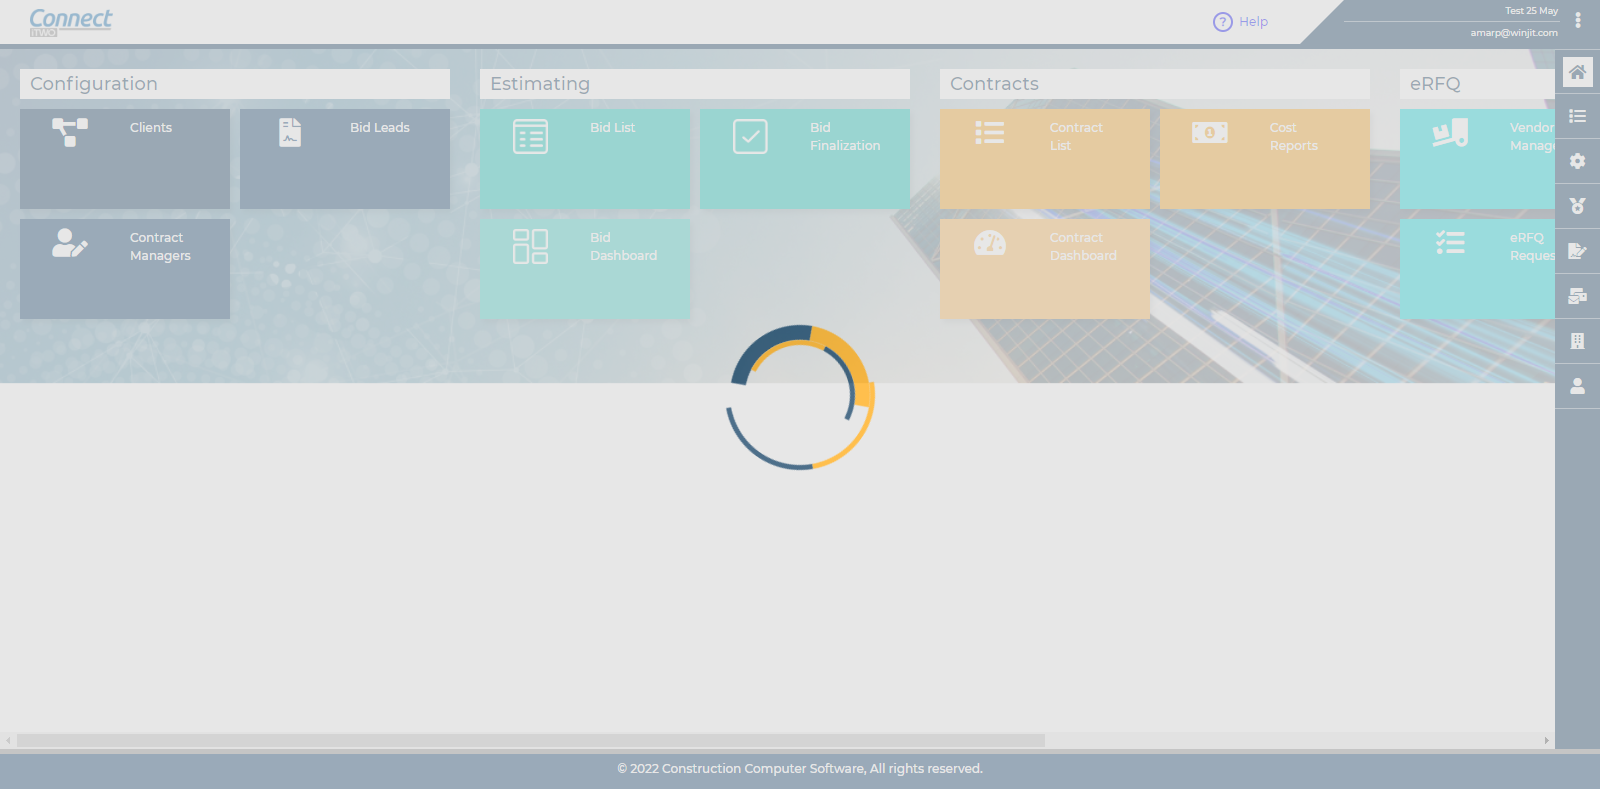 Connect
iTWO
Help
Test 25 May
amarp@winjit.com
Configuration
Estimating
Contracts
eRFQ
Clients
Bid Leads
Bid List
Bid
Finalization
Contract
List
Cost
Reports
Vendor
Manag
Contract
Managers
Bid
Dashboard
Contract
Dashboard
eRFQ
Reques
© 2022 Construction Computer Software, All rights reserved.